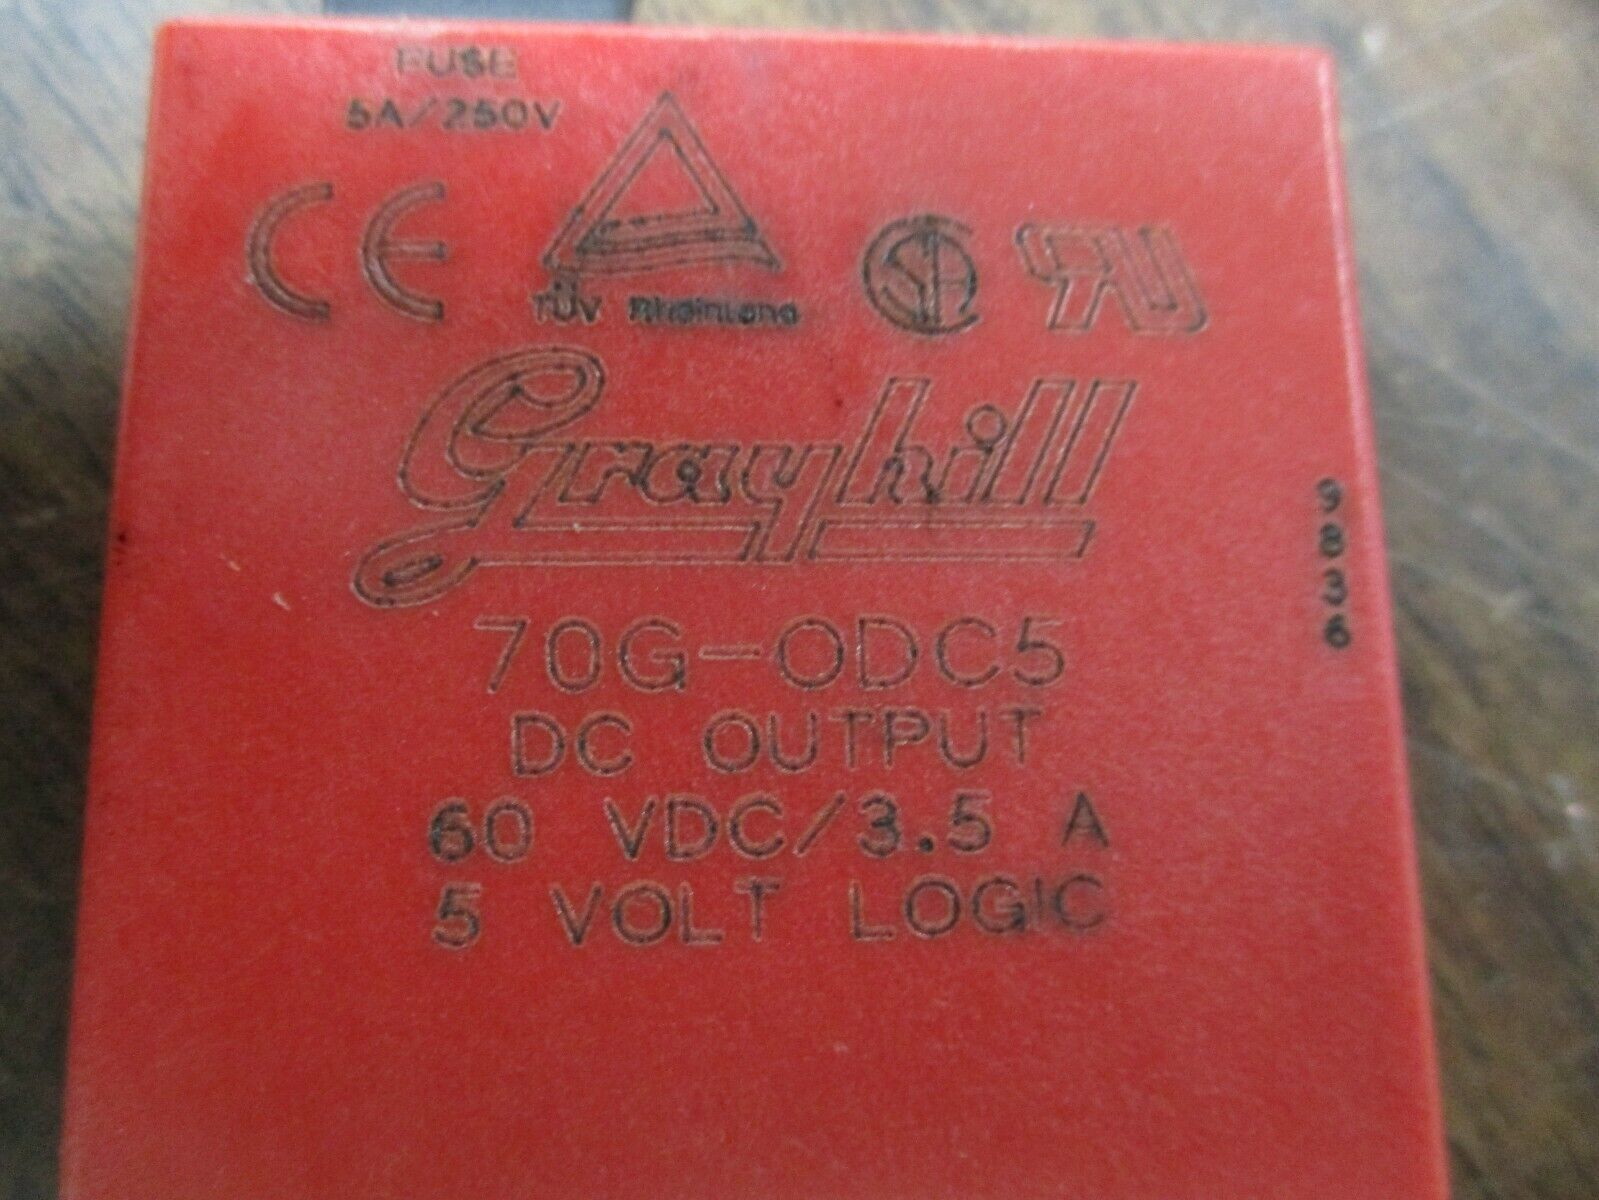 FUSE
5A/250V
CE
TÜV Rheinland
Grayhill
70G-ODC5
DC OUTPUT
60 VDC/3.5 A
5 VOLT LOGIC
9836